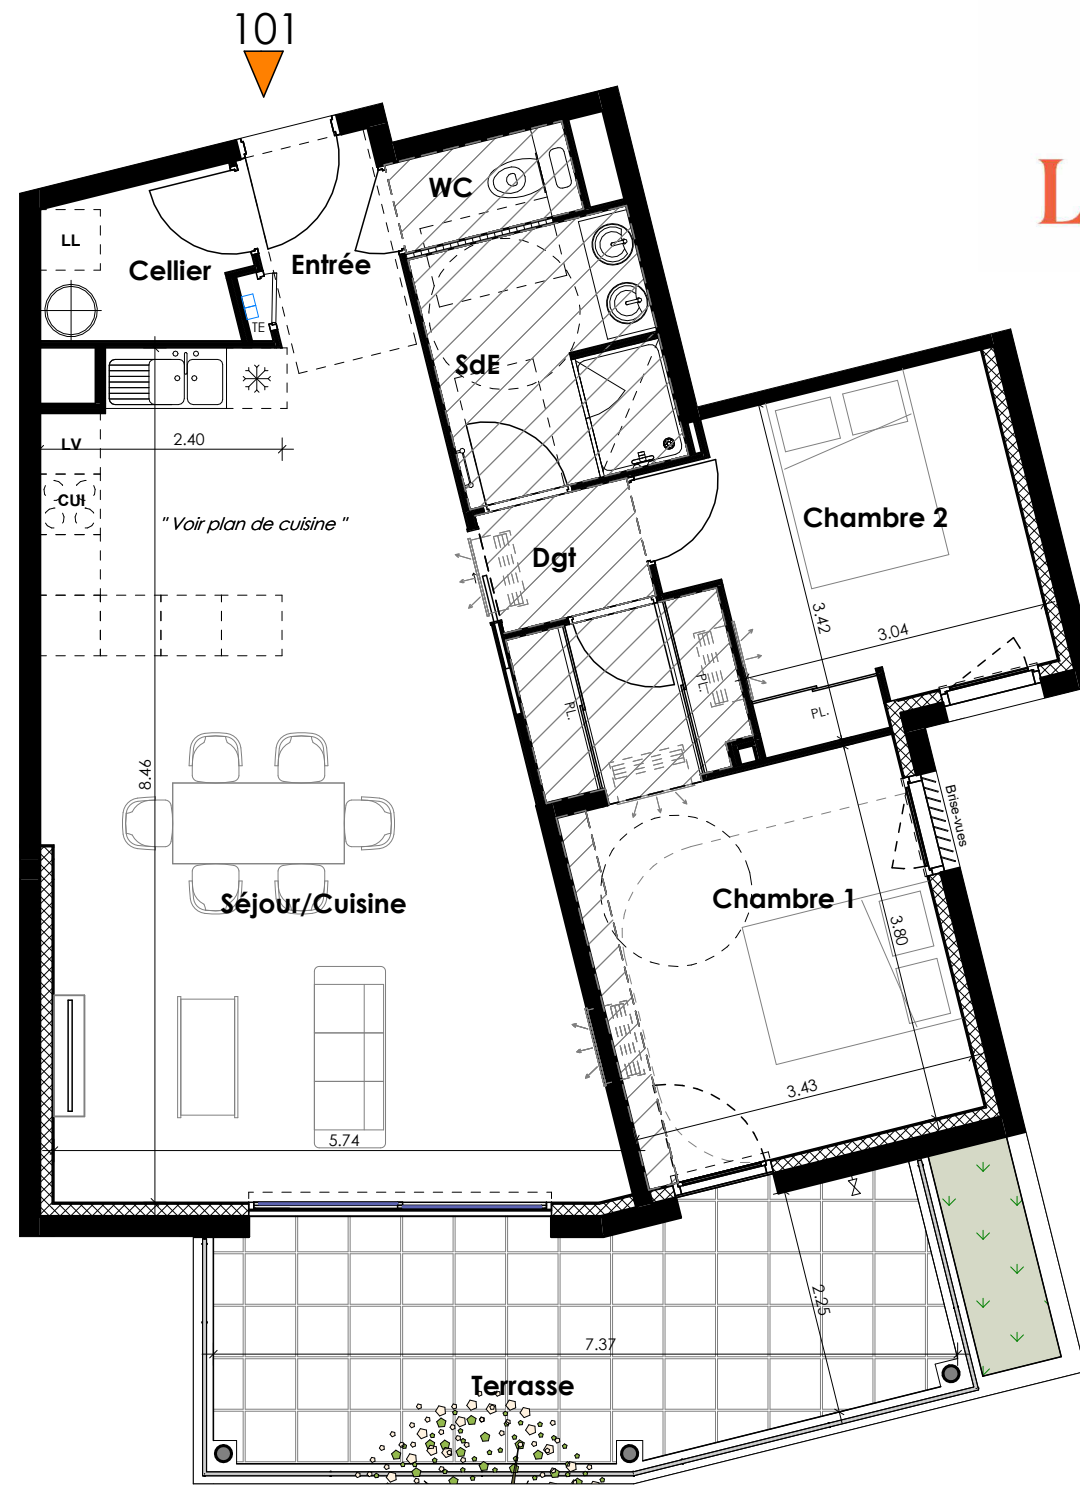 101
L
WC
LL
Cellier
Entrée
TE
SdE
2.40
LV
CUI
"Voir plan de cuisine"
Dgt
Chambre 2
3.42
3.04
PL.
PL.
PL.
8.46
Brise-vues
Séjour/Cuisine
Chambre 1
3.80
3.43
5.74
2.25
7.37
Terrasse